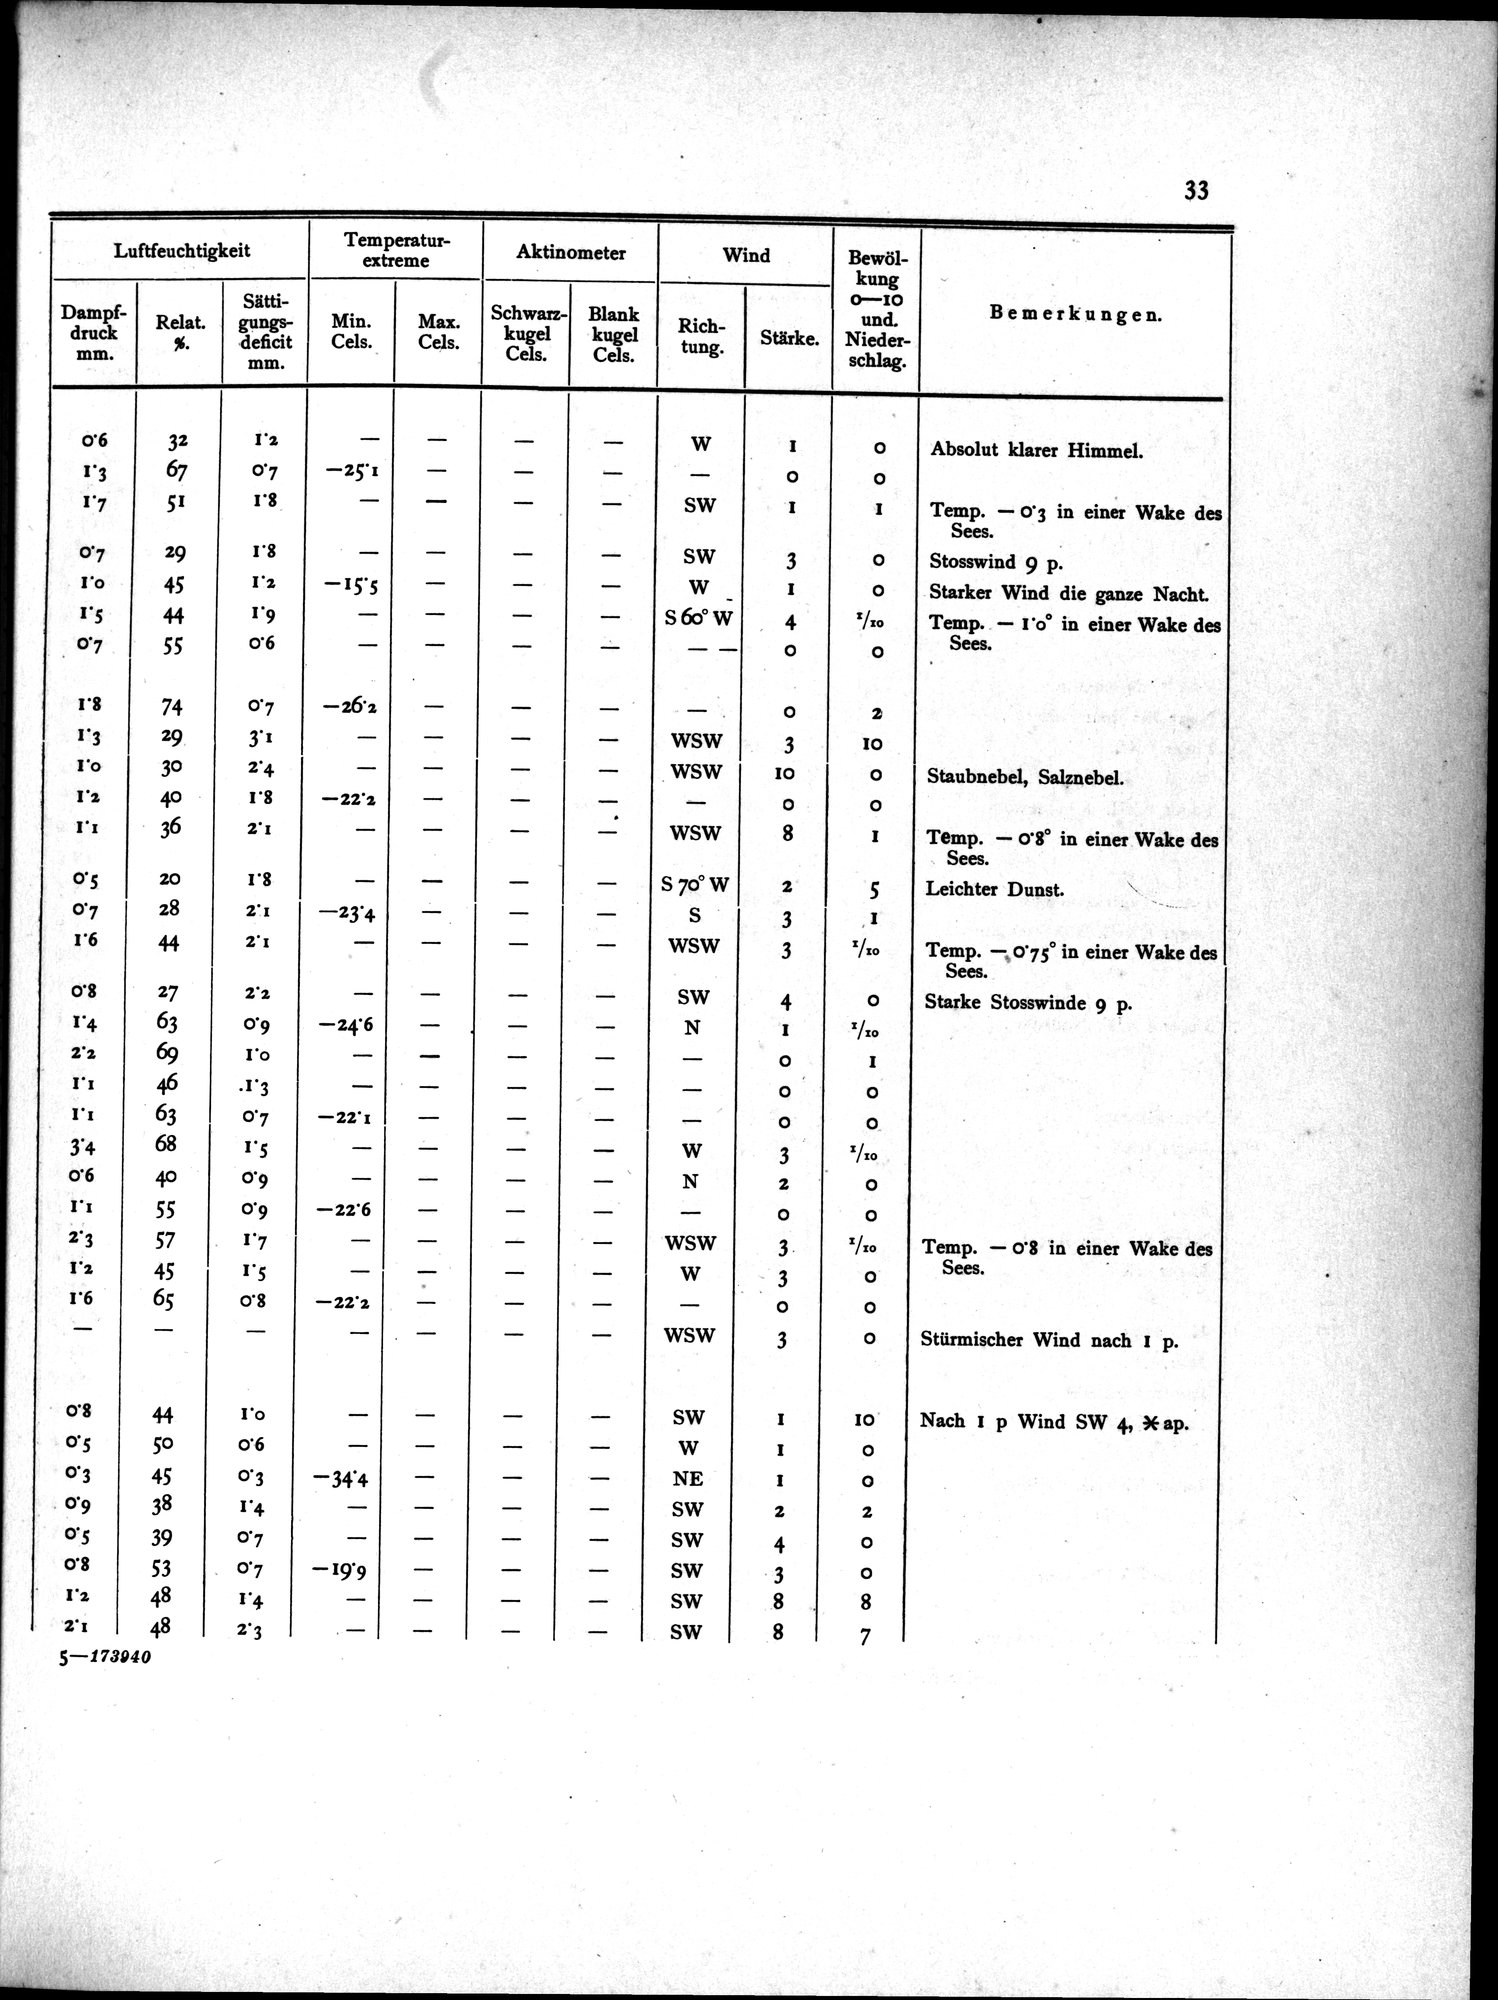 33
Luftfeuchtigkeit | Temperatur-extreme | Aktinometer | Wind | Bewöl-kung 0—10 und. Nieder-schlag. | Bemerkungen.
Dampf-druck mm. | Relat. %. | Sätti-gungs-deficit mm. | Min. Cels. | Max. Cels. | Schwarz-kugel Cels. | Blank kugel Cels. | Rich-tung. | Stärke.
0·6 | 32 | 1·2 | — | — | — | — | W | 1 | 0 | Absolut klarer Himmel.
1·3 | 67 | 0·7 | —25·1 | — | — | — | — | 0 | 0
1·7 | 51 | 1·8 | — | — | — | — | SW | 1 | 1 | Temp. — 0·3 in einer Wake des
Sees.
0·7 | 29 | 1·8 | — | — | — | — | SW | 3 | 0 | Stosswind 9 p.
1·0 | 45 | 1·2 | —15·5 | — | — | — | W | 1 | 0 | Starker Wind die ganze Nacht.
1·5 | 44 | 1·9 | — | — | — | — | S 60° W | 4 | 1/10 | Temp. — 1·0° in einer Wake des
Sees.
0·7 | 55 | 0·6 | — | — | — | — | — — | 0 | 0
1·8 | 74 | 0·7 | —26·2 | — | — | — | — | 0 | 2
1·3 | 29 | 3·1 | — | — | — | — | WSW | 3 | 10
1·0 | 30 | 2·4 | — | — | — | — | WSW | 10 | 0 | Staubnebel, Salznebel.
1·2 | 40 | 1·8 | —22·2 | — | — | — | — | 0 | 0
1·1 | 36 | 2·1 | — | — | — | — | WSW | 8 | 1 | Temp. — 0·8° in einer Wake des
Sees.
0·5 | 20 | 1·8 | — | — | — | — | S 70° W | 2 | 5 | Leichter Dunst.
0·7 | 28 | 2·1 | —23·4 | — | — | — | S | 3 | 1
1·6 | 44 | 2·1 | — | — | — | — | WSW | 3 | 1/10 | Temp. — 0·75° in einer Wake des
Sees.
0·8 | 27 | 2·2 | — | — | — | — | SW | 4 | 0 | Starke Stosswinde 9 p.
1·4 | 63 | 0·9 | —24·6 | — | — | — | N | 1 | 1/10
2·2 | 69 | 1·0 | — | — | — | — | — | 0 | 1
1·1 | 46 | 1·3 | — | — | — | — | — | 0 | 0
1·1 | 63 | 0·7 | —22·1 | — | — | — | — | 0 | 0
3·4 | 68 | 1·5 | — | — | — | — | W | 3 | 1/10
0·6 | 40 | 0·9 | — | — | — | — | N | 2 | 0
1·1 | 55 | 0·9 | —22·6 | — | — | — | — | 0 | 0
2·3 | 57 | 1·7 | — | — | — | — | WSW | 3 | 1/10 | Temp. — 0·8 in einer Wake des
Sees.
1·2 | 45 | 1·5 | — | — | — | — | W | 3 | 0
1·6 | 65 | 0·8 | —22·2 | — | — | — | — | 0 | 0
— | — | — | — | — | — | — | WSW | 3 | 0 | Stürmischer Wind nach 1 p.
0·8 | 44 | 1·0 | — | — | — | — | SW | 1 | 10 | Nach 1 p Wind SW 4, ⚹ ap.
0·5 | 50 | 0·6 | — | — | — | — | W | 1 | 0
0·3 | 45 | 0·3 | —34·4 | — | — | — | NE | 1 | 0
0·9 | 38 | 1·4 | — | — | — | — | SW | 2 | 2
0·5 | 39 | 0·7 | — | — | — | — | SW | 4 | 0
0·8 | 53 | 0·7 | —19·9 | — | — | — | SW | 3 | 0
1·2 | 48 | 1·4 | — | — | — | — | SW | 8 | 8
2·1 | 48 | 2·3 | — | — | — | — | SW | 8 | 7
5—173940